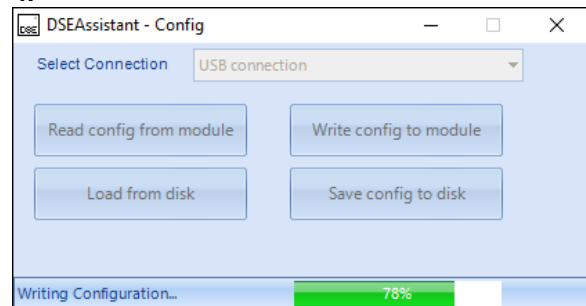 DSE DSEAssistant - Config
Select Connection USB connection
Read config from module Write config to module
Load from disk Save config to disk
Writing Configuration... 78%